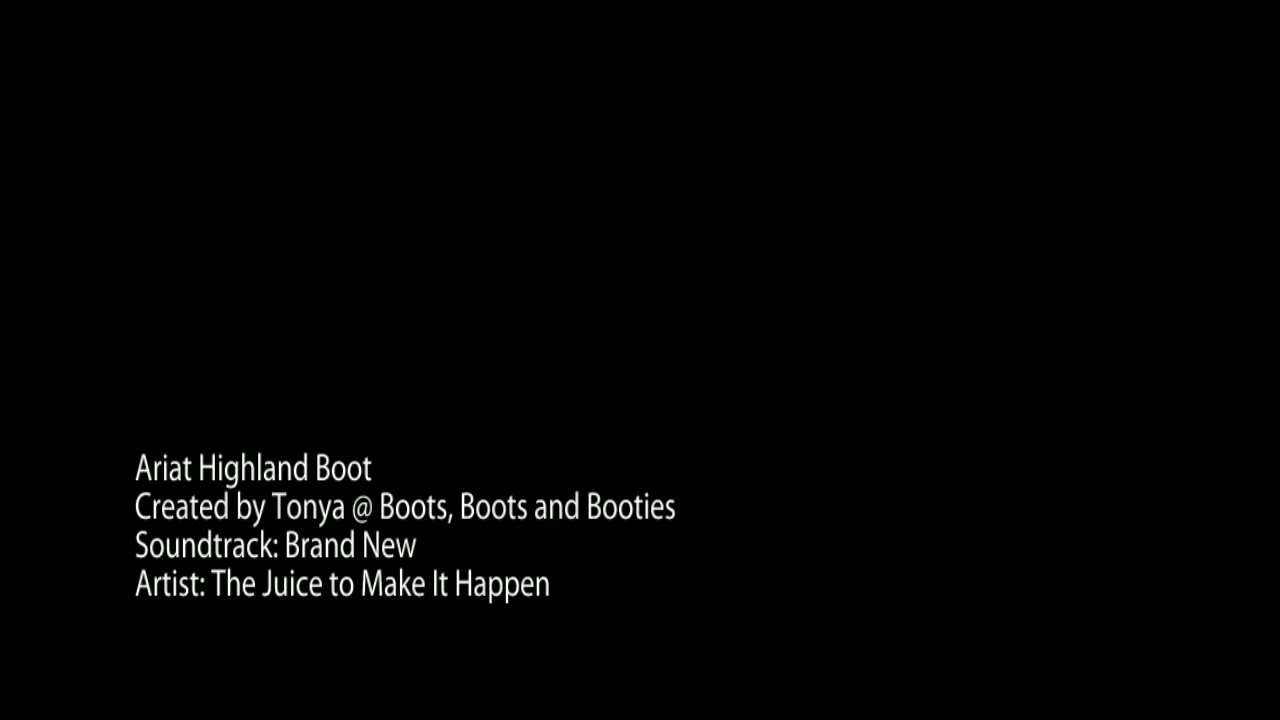 Ariat Highland Boot
Created by Tonya @ Boots, Boots and Booties
Soundtrack: Brand New
Artist: The Juice to Make It Happen